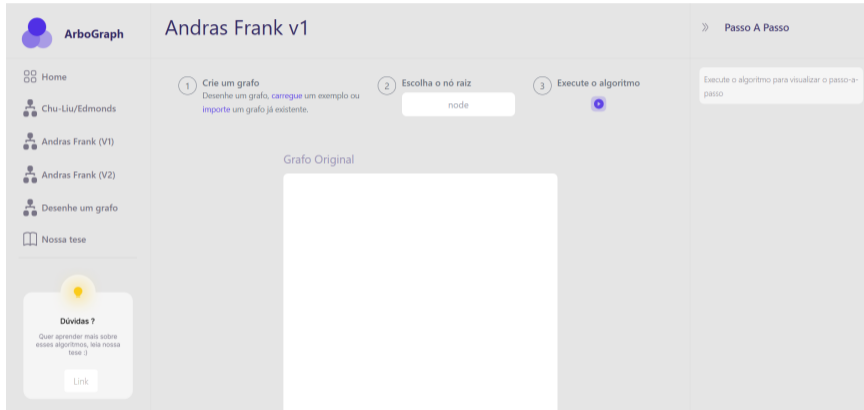 ArboGraph
Home
Chu-Liu/Edmonds
Andras Frank (V1)
Andras Frank (V2)
Desenhe um grafo
Nossa tese
Dúvidas ?
Quer aprender mais sobre
esses algoritmos, leia nossa
tese :)
Link
Andras Frank v1
1
Crie um grafo
Desenhe um grafo, carregue um exemplo ou
importe um grafo já existente.
2
Escolha o nó raiz
node
3
Execute o algoritmo
Grafo Original
Passo A Passo
Execute o algoritmo para visualizar o passo-a-
passo